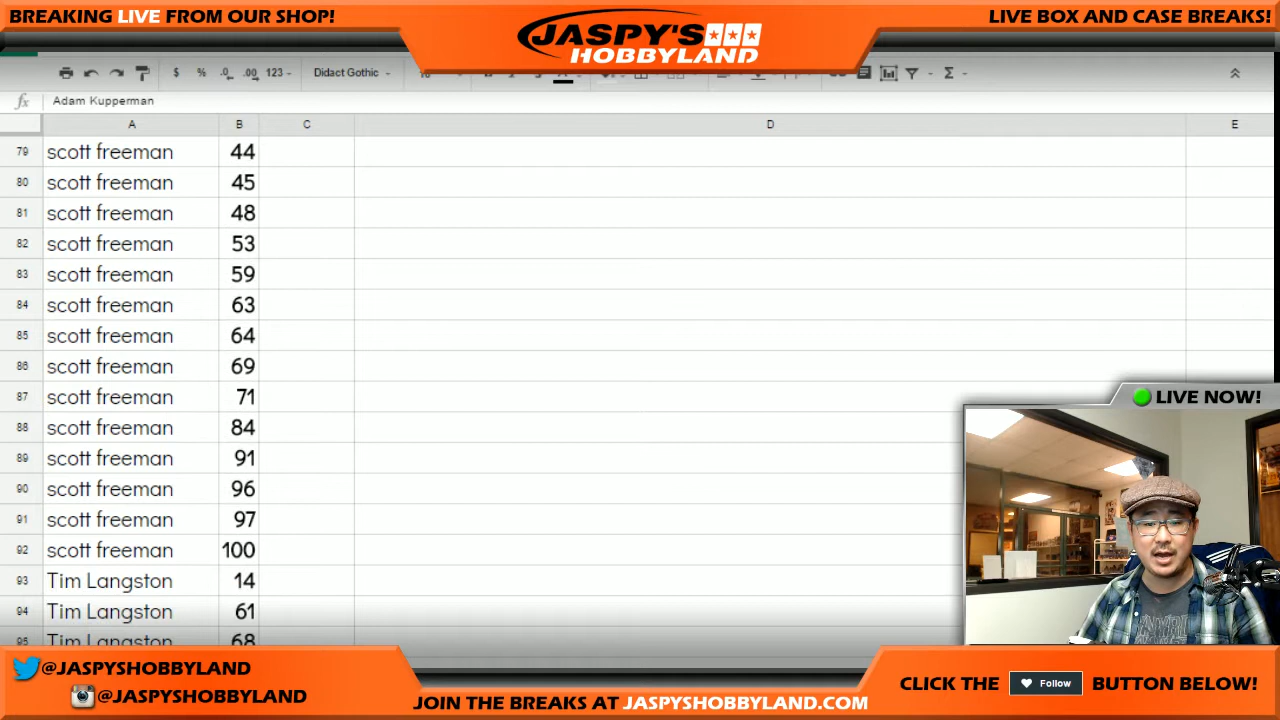 BREAKING LIVE FROM OUR SHOP!
JASPY'S
HOBBYLAND
LIVE BOX AND CASE BREAKS!
$ % .0 .00 123 Didact Gothic
fx Adam Kupperman
A B C D E
79 scott freeman 44
80 scott freeman 45
81 scott freeman 48
82 scott freeman 53
83 scott freeman 59
84 scott freeman 63
85 scott freeman 64
86 scott freeman 69
87 scott freeman 71
88 scott freeman 84
89 scott freeman 91
90 scott freeman 96
91 scott freeman 97
92 scott freeman 100
93 Tim Langston 14
94 Tim Langston 61
95 Tim Langston 68
LIVE NOW!
@JASPYSHOBBYLAND
@JASPYSHOBBYLAND
JOIN THE BREAKS AT JASPYSHOBBYLAND.COM
CLICK THE Follow BUTTON BELOW!